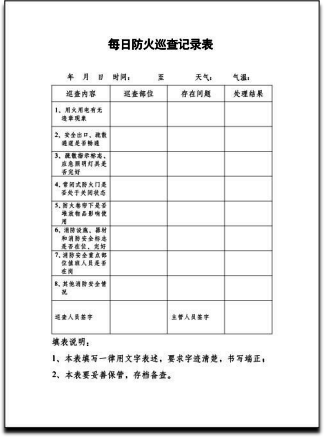 每日防火巡查记录表
年 月 日 时间： 至 天气： 气温：
巡查内容 巡查部位 存在问题 处理结果
1、用火用电有无
违章现象
2、安全出口、疏散
通道是否畅通
3、疏散指示标志、
应急照明灯具是
否完好
4、常闭式防火门是
否处于关闭状态
5、防火卷帘下是否
堆放物品影响使
用
6、消防设施、器材
和消防安全标志
是否在位、完好
7、消防安全重点部
位值班人员是否
在岗
8、其他消防安全情
况
巡查人员签字 主管人员签字
填表说明：
1、本表填写一律用文字表述，要求字迹清楚，书写端正；
2、本表要妥善保管，存档备查。